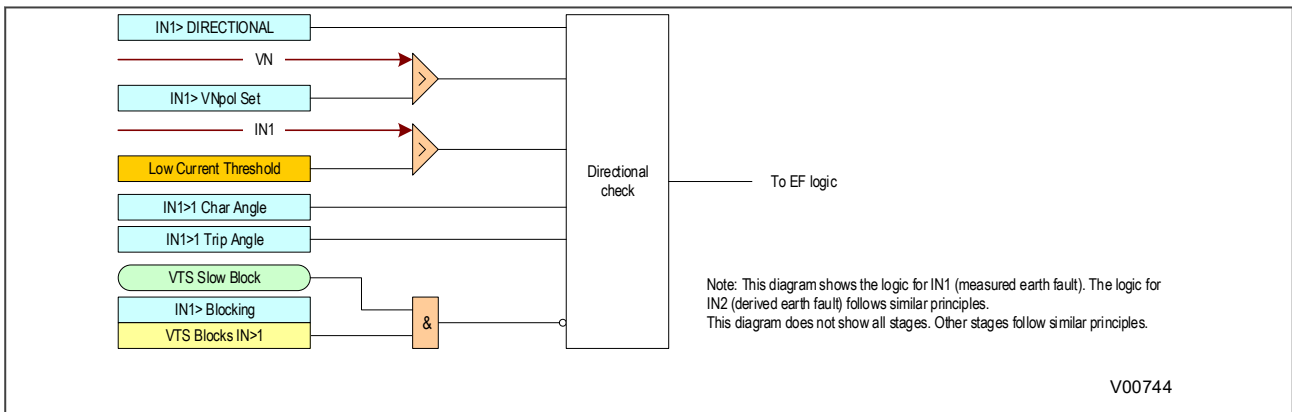 IN1> DIRECTIONAL
VN
>
IN1> VNpol Set
IN1
>
Low Current Threshold
Directional
check
To EF logic
IN1>1 Char Angle
IN1>1 Trip Angle
VTS Slow Block
IN1> Blocking
&
VTS Blocks IN>1
Note: This diagram shows the logic for IN1 (measured earth fault). The logic for
IN2 (derived earth fault) follows similar principles.
This diagram does not show all stages. Other stages follow similar principles.
V00744